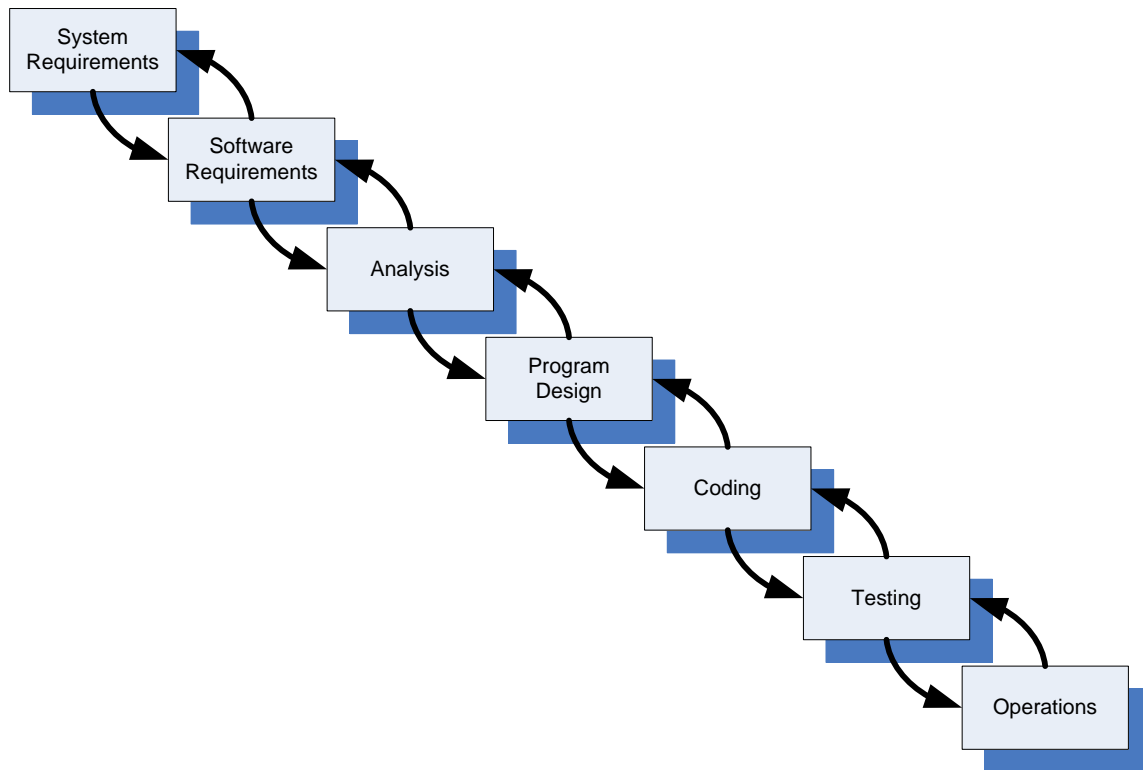 System
Requirements
Software
Requirements
Analysis
Program
Design
Coding
Testing
Operations